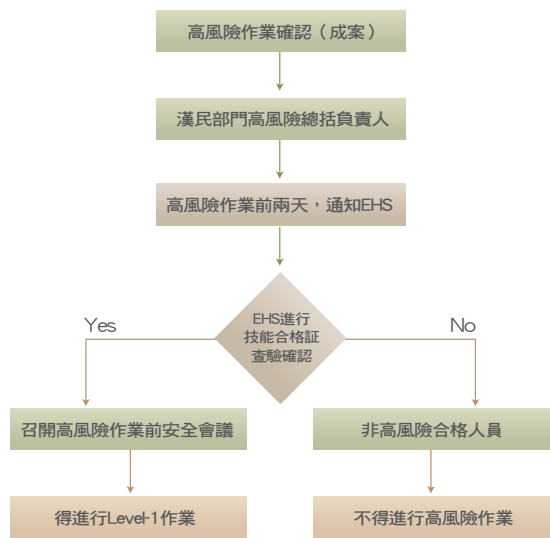 高風險作業確認（成案）
漢民部門高風險總括負責人
高風險作業前兩天，通知EHS
EHS進行
技能合格証
查驗確認
Yes
No
召開高風險作業前安全會議
非高風險合格人員
得進行Level-1作業
不得進行高風險作業